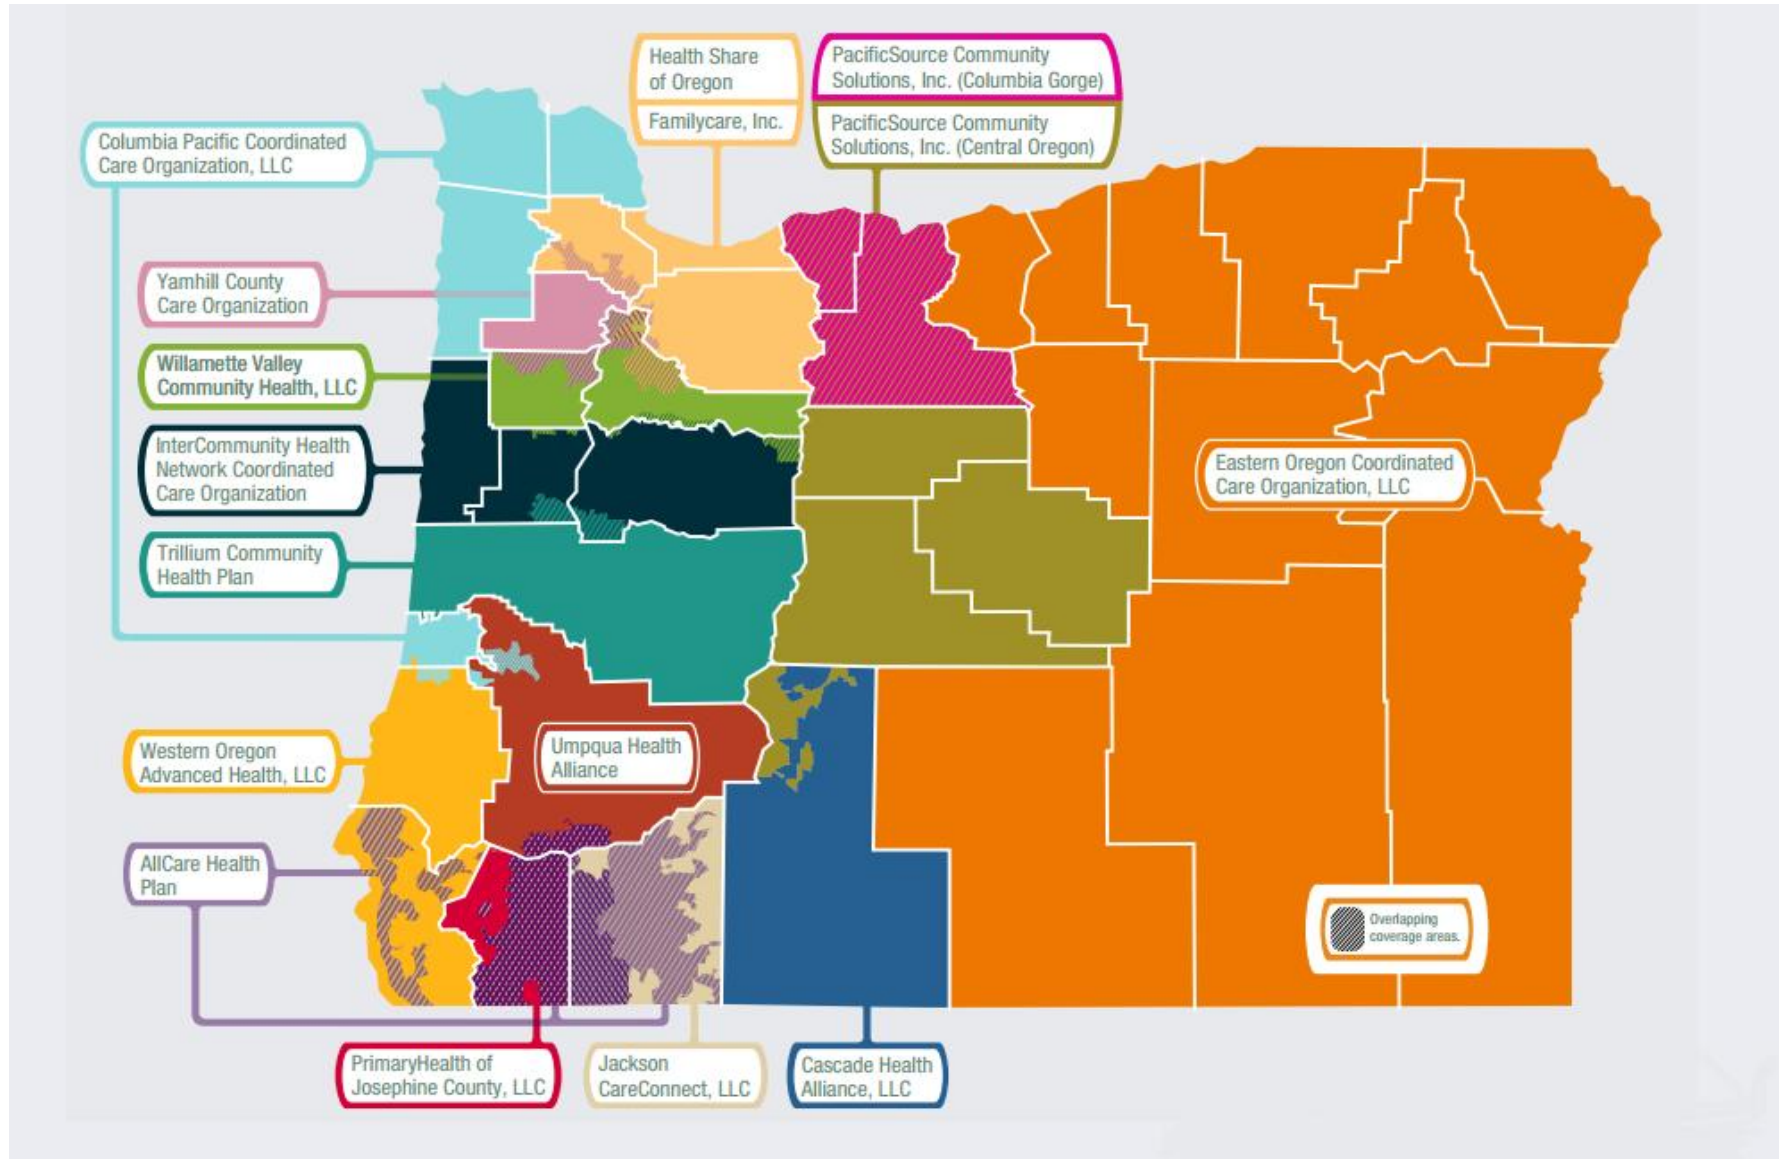 Health Share
of Oregon
Familycare, Inc.
PacificSource Community
Solutions, Inc. (Columbia Gorge)
PacificSource Community
Solutions, Inc. (Central Oregon)
Columbia Pacific Coordinated
Care Organization, LLC
Yamhill County
Care Organization
Willamette Valley
Community Health, LLC
InterCommunity Health
Network Coordinated
Care Organization
Eastern Oregon Coordinated
Care Organization, LLC
Trillium Community
Health Plan
Western Oregon
Advanced Health, LLC
Umpqua Health
Alliance
AllCare Health
Plan
Overlapping
coverage areas.
PrimaryHealth of
Josephine County, LLC
Jackson
CareConnect, LLC
Cascade Health
Alliance, LLC